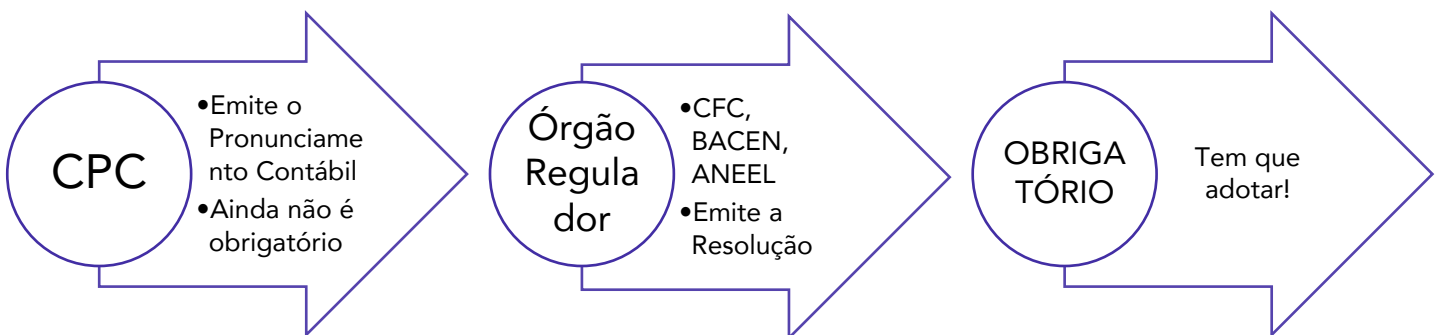 CPC
•Emite o
Pronunciame
nto Contábil
•Ainda não é
obrigatório
Órgão
Regula
dor
•CFC,
BACEN,
ANEEL
•Emite a
Resolução
OBRIGA
TÓRIO
Tem que
adotar!